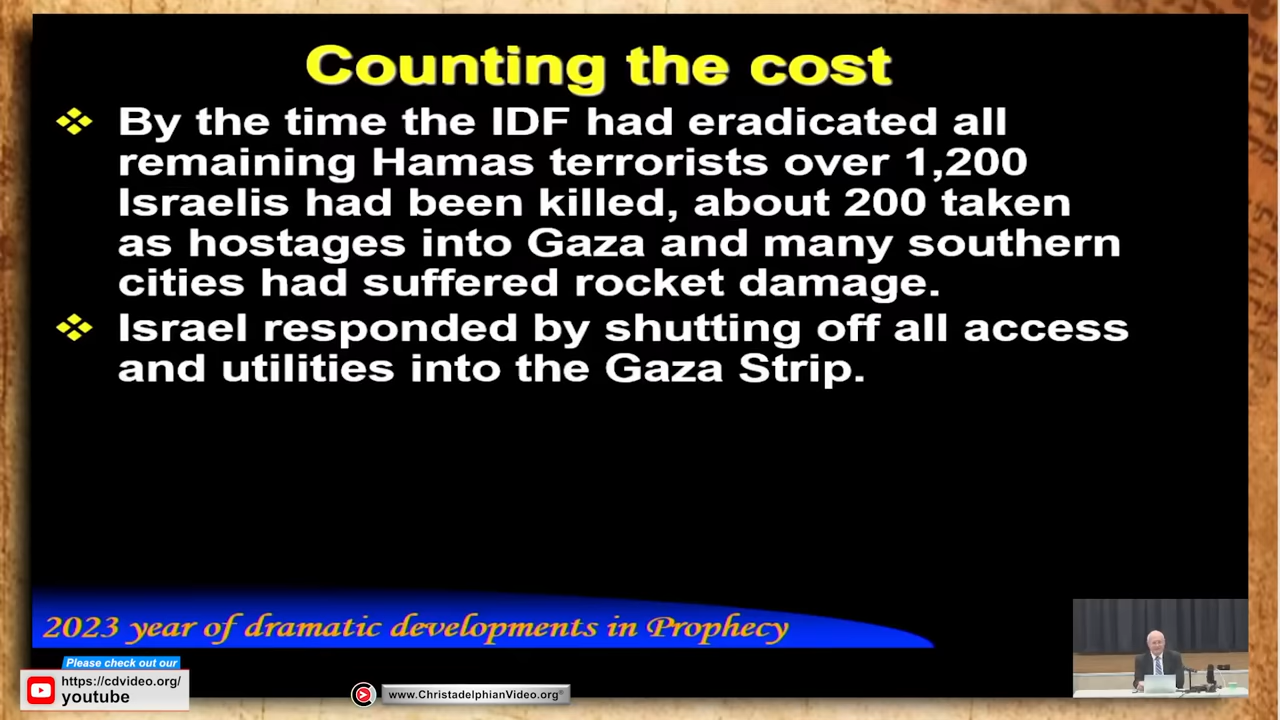 Counting the cost
By the time the IDF had eradicated all
remaining Hamas terrorists over 1,200
Israelis had been killed, about 200 taken
as hostages into Gaza and many southern
cities had suffered rocket damage.
Israel responded by shutting off all access
and utilities into the Gaza Strip.
2023 year of dramatic developments in Prophecy
Please check out our
https://cdvideo.org/
youtube
www.ChristadelphianVideo.org